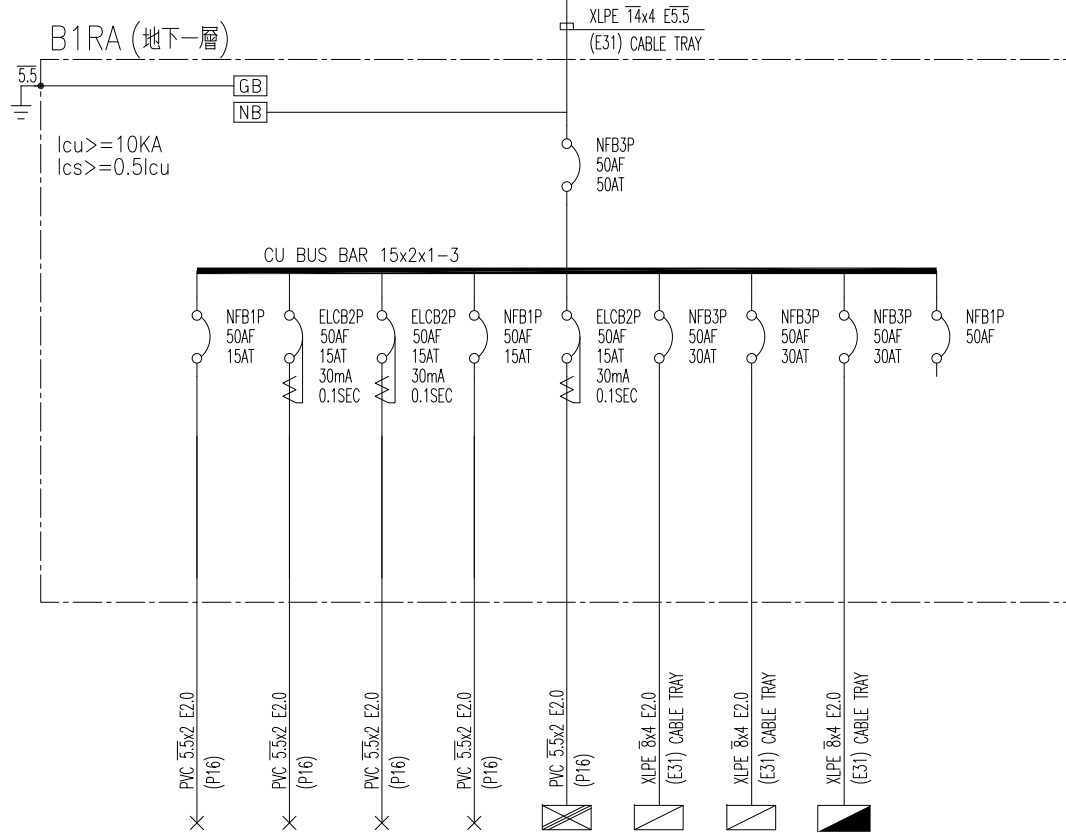 XLPE 14x4 E5.5
(E31) CABLE TRAY
B1RA (地下一層)
5.5
GB
NB
Icu>=10KA
Ics>=0.5Icu
NFB3P
50AF
50AT
CU BUS BAR 15x2x1-3
NFB1P
50AF
15AT
ELCB2P
50AF
15AT
30mA
0.1SEC
ELCB2P
50AF
15AT
30mA
0.1SEC
NFB1P
50AF
15AT
ELCB2P
50AF
15AT
30mA
0.1SEC
NFB3P
50AF
30AT
NFB3P
50AF
30AT
NFB3P
50AF
30AT
NFB1P
50AF
PVC 5.5x2 E2.0
(P16)
PVC 5.5x2 E2.0
(P16)
PVC 5.5x2 E2.0
(P16)
PVC 5.5x2 E2.0
(P16)
PVC 5.5x2 E2.0
(P16)
XLPE 8x4 E2.0
(E31) CABLE TRAY
XLPE 8x4 E2.0
(E31) CABLE TRAY
XLPE 8x4 E2.0
(E31) CABLE TRAY